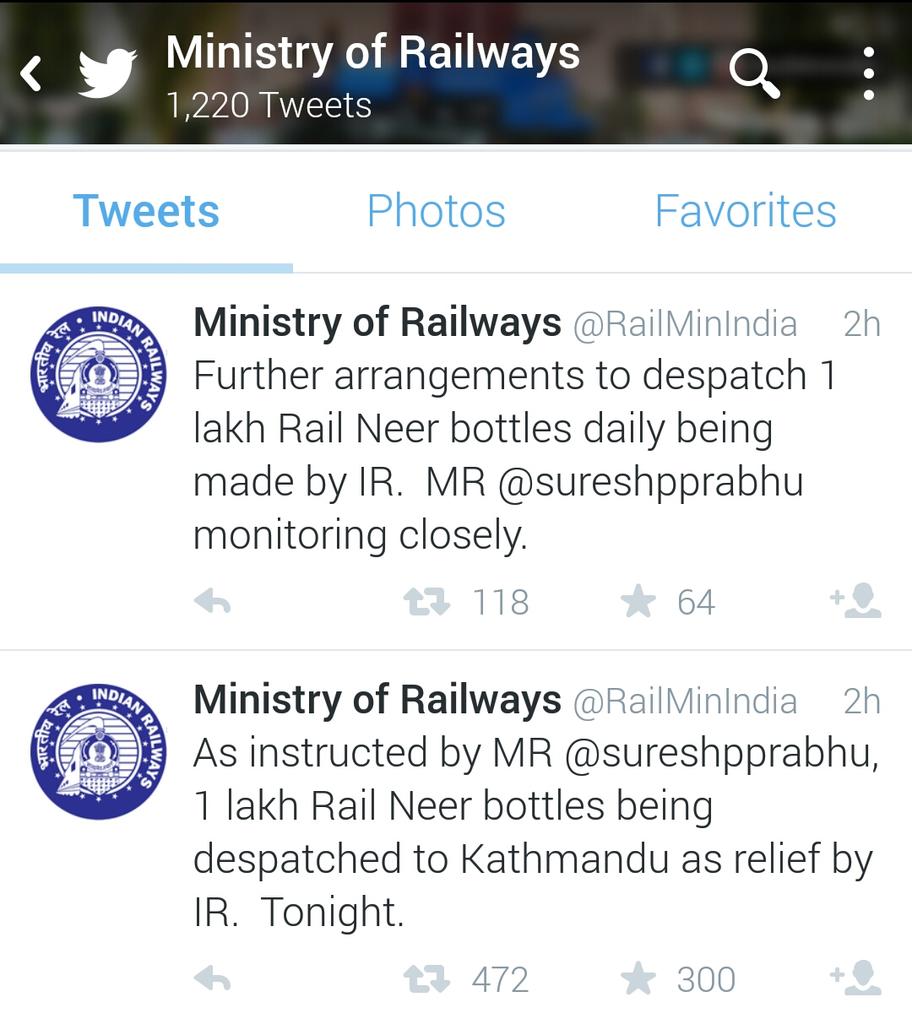 Ministry of Railways
1,220 Tweets
Tweets Photos Favorites
भारतीय रेल INDIAN RAILWAYS
Ministry of Railways @RailMinIndia 2h
Further arrangements to despatch 1
lakh Rail Neer bottles daily being
made by IR.  MR @sureshpprabhu
monitoring closely.
118 64
भारतीय रेल INDIAN RAILWAYS
Ministry of Railways @RailMinIndia 2h
As instructed by MR @sureshpprabhu,
1 lakh Rail Neer bottles being
despatched to Kathmandu as relief by
IR.  Tonight.
472 300